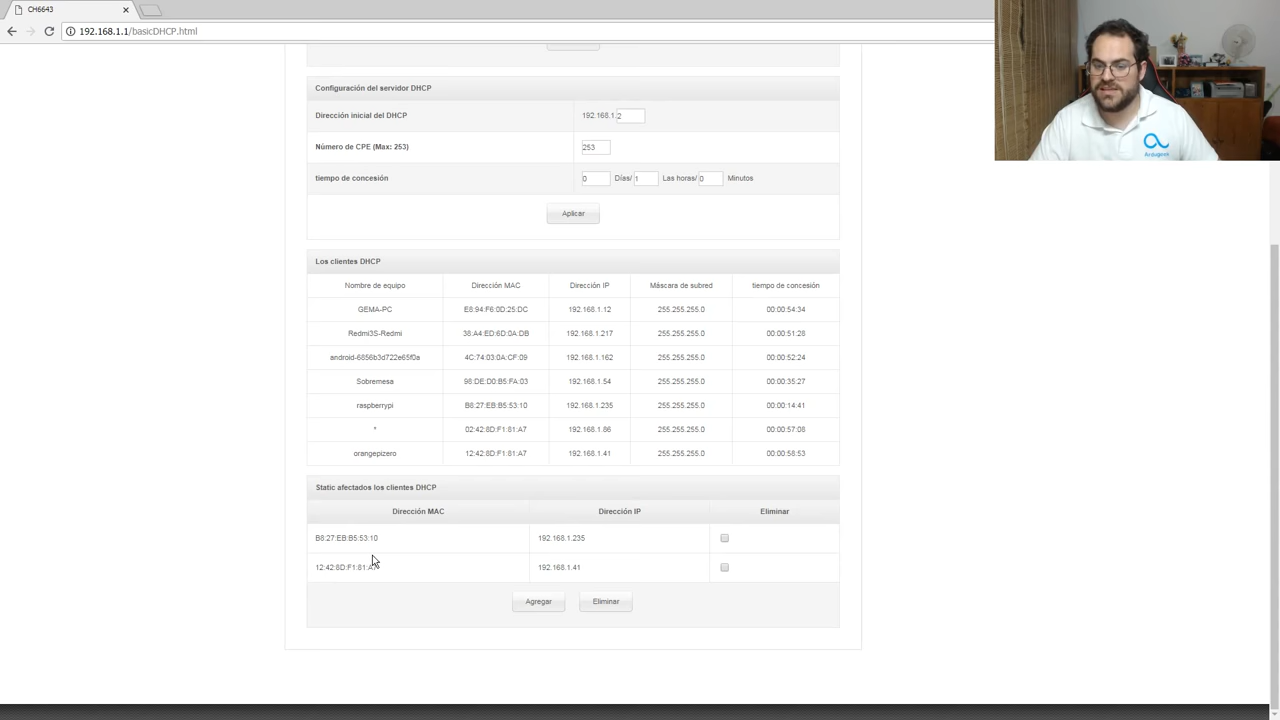 CH6643
192.168.1.1/basicDHCP.html
Configuración del servidor DHCP
Dirección inicial del DHCP 192.168.1. 2
Número de CPE (Max: 253) 253
tiempo de concesión 0 Días/ 1 Las horas/ 0 Minutos
Aplicar
Los clientes DHCP
Nombre de equipo Dirección MAC Dirección IP Máscara de subred tiempo de concesión
GEMA-PC E8:94:F6:0D:25:DC 192.168.1.12 255.255.255.0 00:00:54:34
Redmi3S-Redmi 38:A4:ED:6D:0A:DB 192.168.1.217 255.255.255.0 00:00:51:28
android-6856b3d722e65f0a 4C:74:03:0A:CF:09 192.168.1.162 255.255.255.0 00:00:52:24
Sobremesa 98:DE:D0:B5:FA:03 192.168.1.54 255.255.255.0 00:00:35:27
raspberrypi B8:27:EB:B5:53:10 192.168.1.235 255.255.255.0 00:00:14:41
* 02:42:8D:F1:81:A7 192.168.1.86 255.255.255.0 00:00:57:08
orangepizero 12:42:8D:F1:81:A7 192.168.1.41 255.255.255.0 00:00:58:53
Static afectados los clientes DHCP
Dirección MAC Dirección IP Eliminar
B8:27:EB:B5:53:10 192.168.1.235
12:42:8D:F1:81:A7 192.168.1.41
Agregar Eliminar
Ardugeek